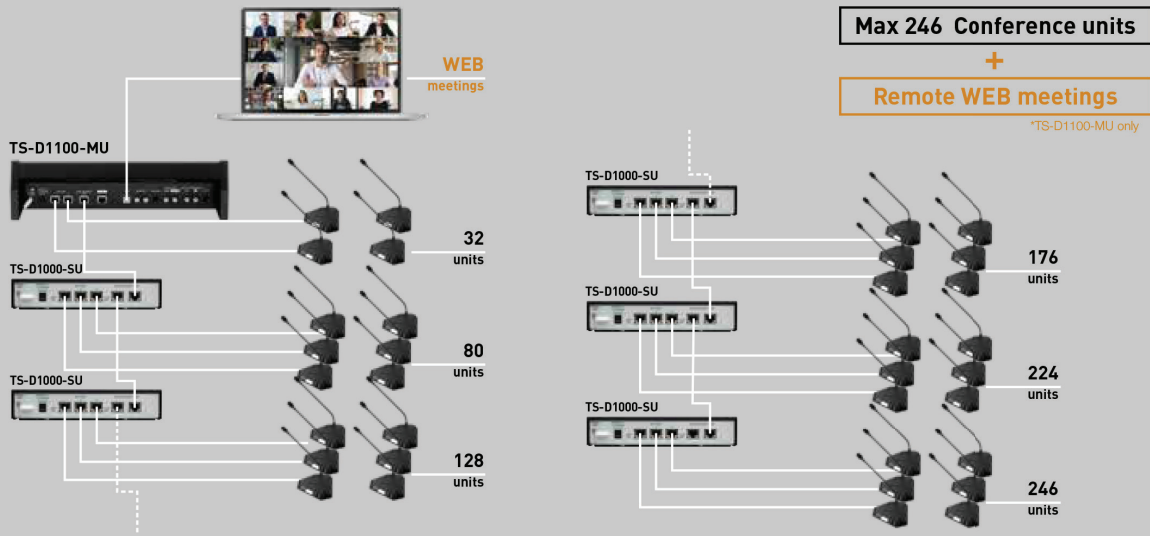 WEB
meetings
TS-D1100-MU
32
units
TS-D1000-SU
80
units
TS-D1000-SU
128
units
Max 246 Conference units
+
Remote WEB meetings
*TS-D1100-MU only
TS-D1000-SU
176
units
TS-D1000-SU
224
units
TS-D1000-SU
246
units